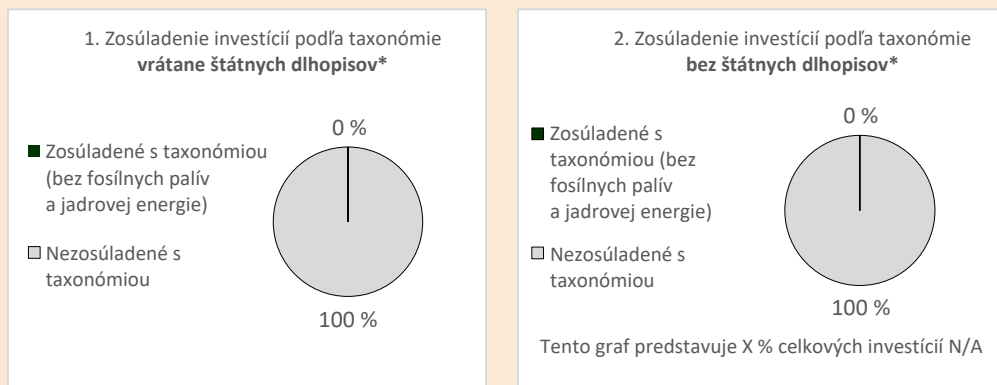 1. Zosúladenie investícií podľa taxonómie
vrátane štátnych dlhopisov*
0 %
Zosúladené s taxonómiou
(bez fosílnych palív
a jadrovej energie)
Nezosúladené s
taxonómiou
100 %
2. Zosúladenie investícií podľa taxonómie
bez štátnych dlhopisov*
0 %
Zosúladené s
taxonómiou (bez
fosílnych palív
a jadrovej energie)
Nezosúladené s
taxonómiou
100 %
Tento graf predstavuje X % celkových investícií N/A